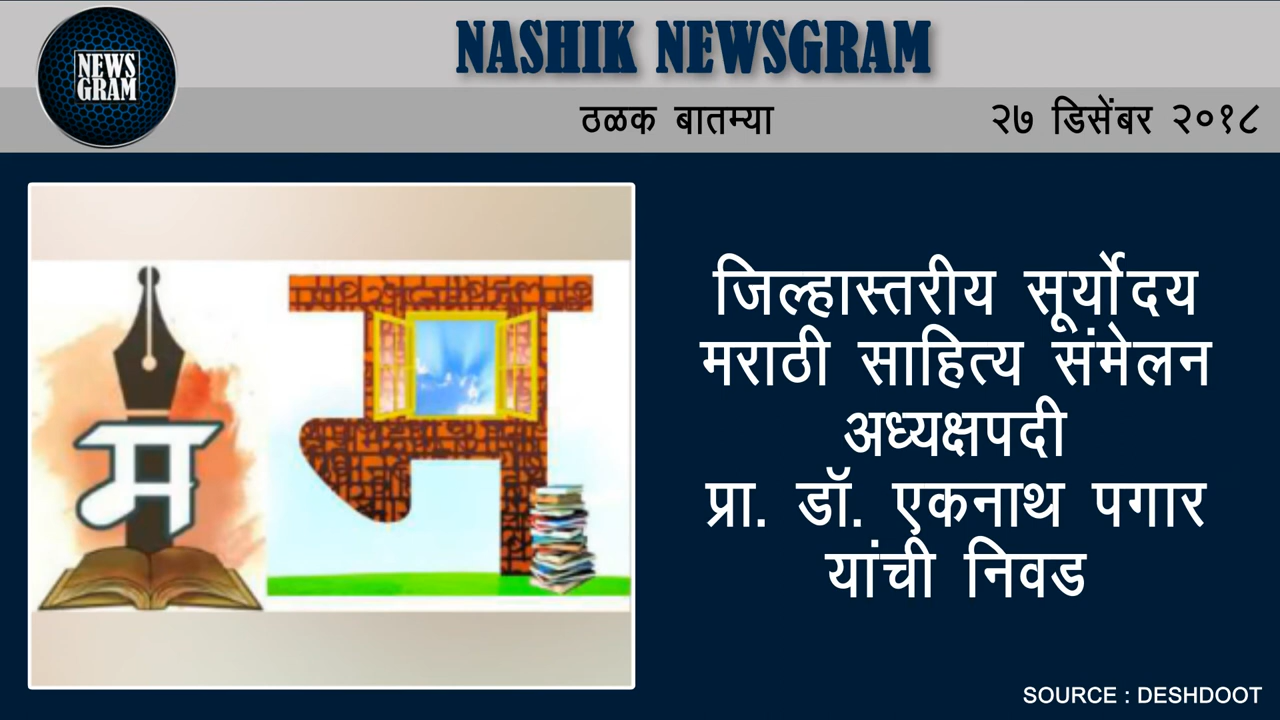 NEWS
GRAM
NASHIK NEWSGRAM
ठळक बातम्या
२७ डिसेंबर २०१८
म
म
जिल्हास्तरीय सूर्योदय
मराठी साहित्य संमेलन
अध्यक्षपदी
प्रा. डॉ. एकनाथ पगार
यांची निवड
SOURCE : DESHDOOT